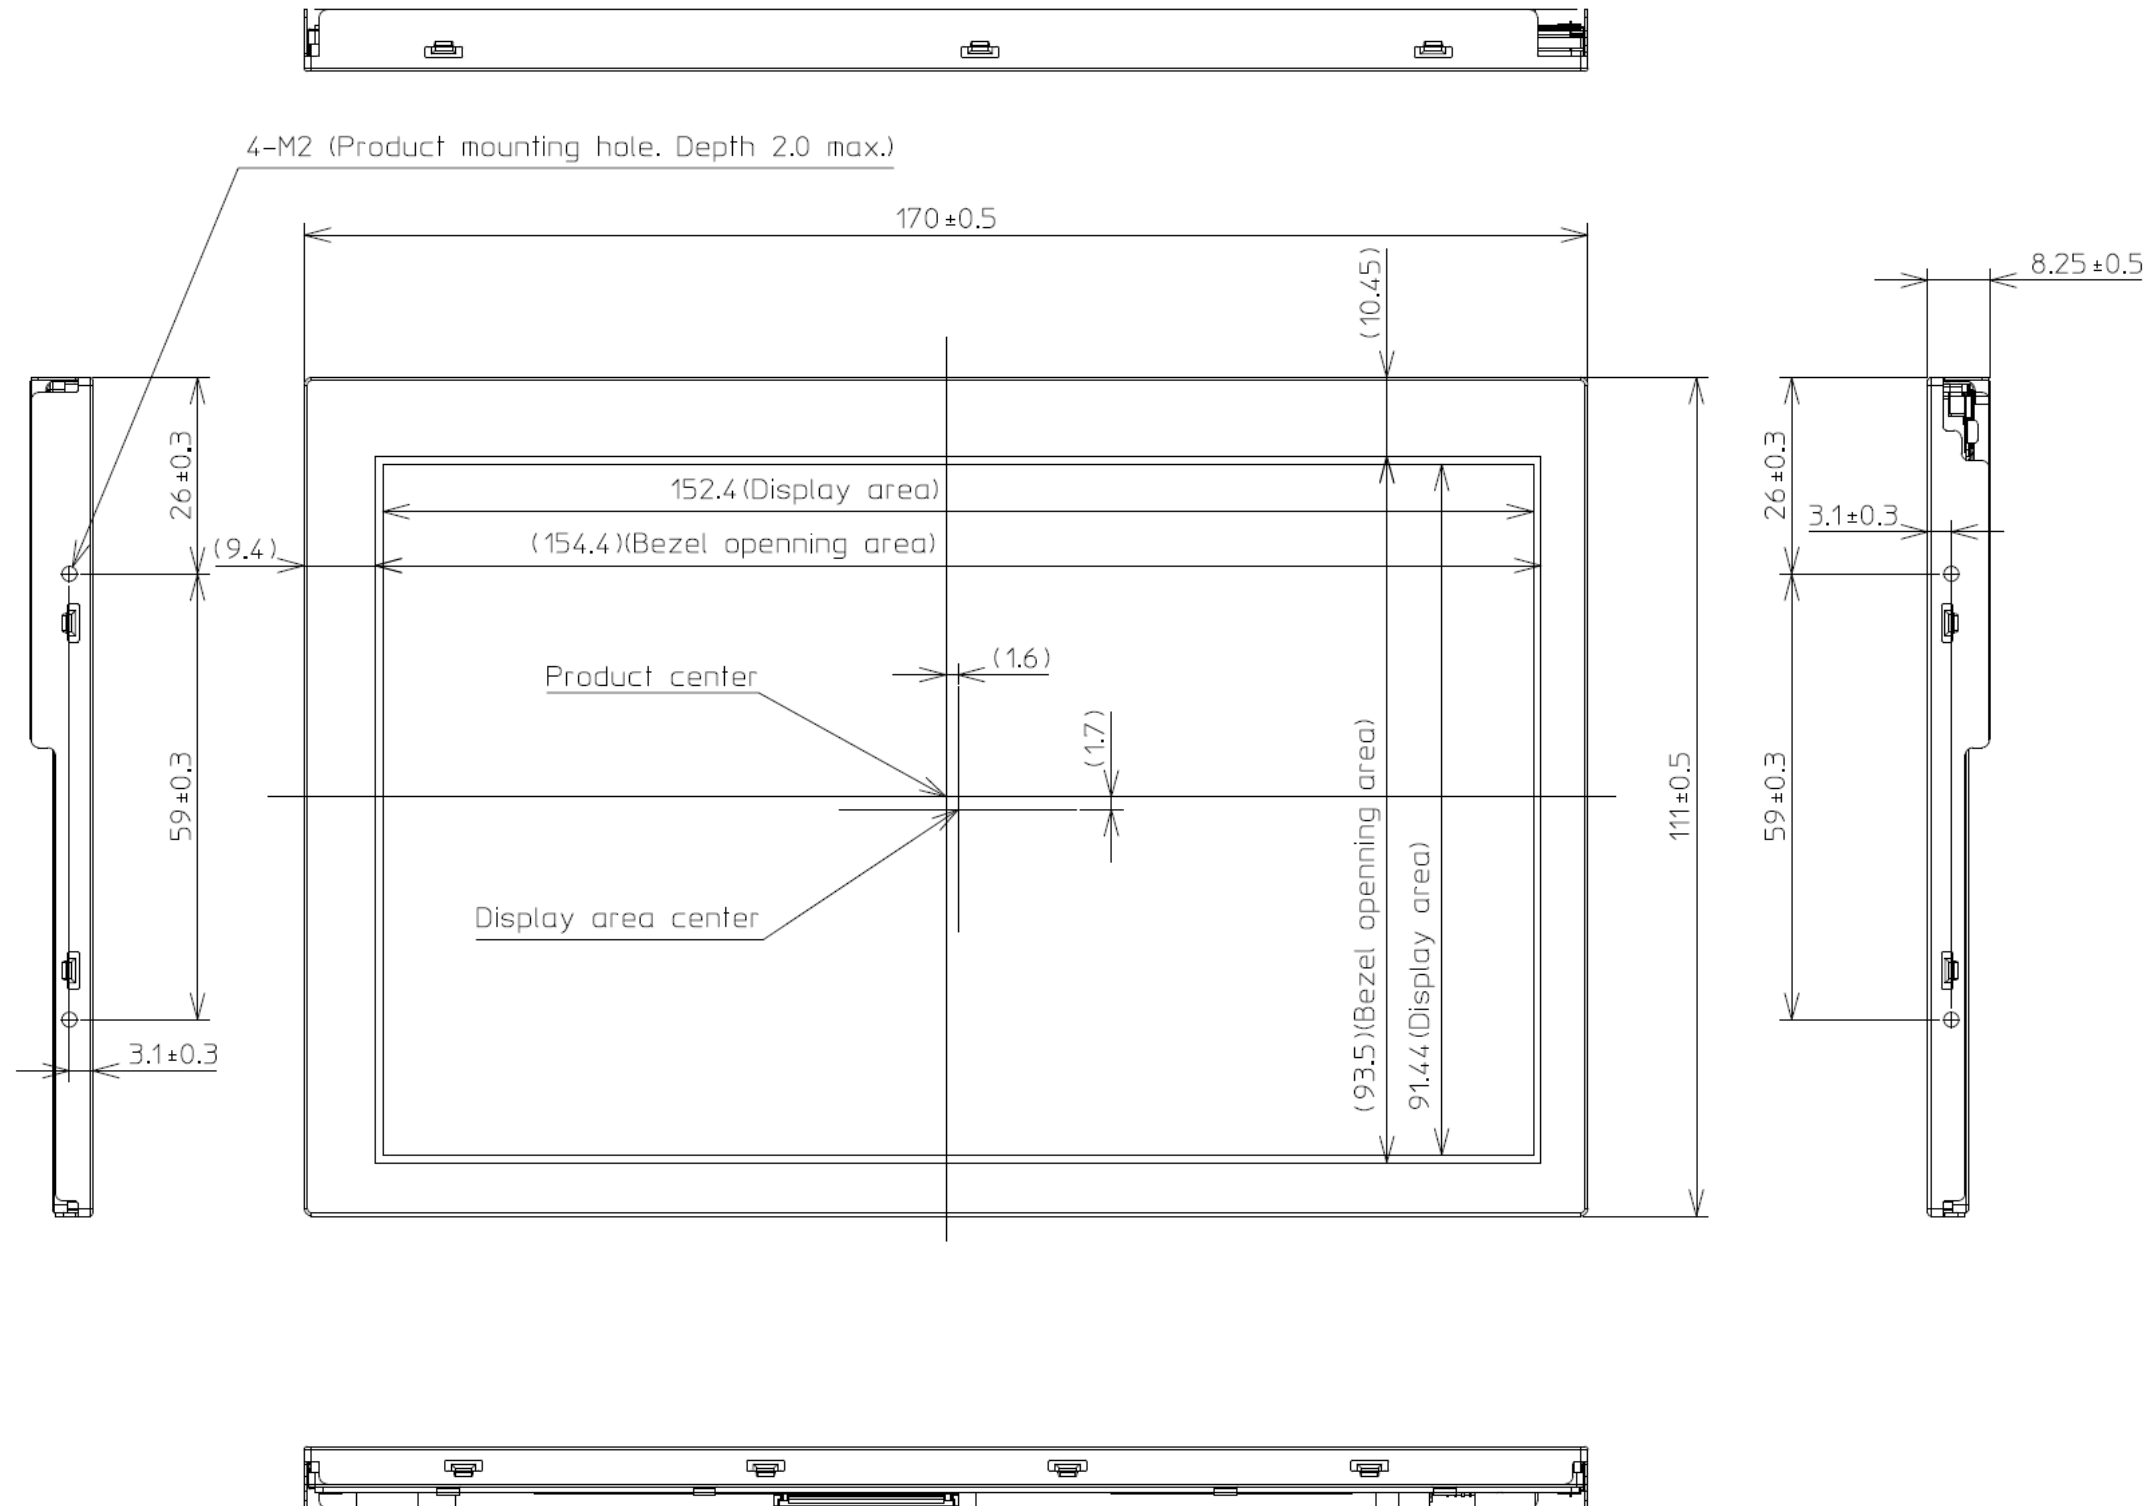 4-M2 (Product mounting hole. Depth 2.0 max.)
170±0.5
(10.45)
8.25±0.5
26±0.3
152.4(Display area)
26±0.3
3.1±0.3
(9.4)
(154.4)(Bezel openning area)
(1.6)
Product center
(1.7)
59±0.3
(93.5)(Bezel openning area)
91.44(Display area)
111±0.5
59±0.3
Display area center
3.1±0.3